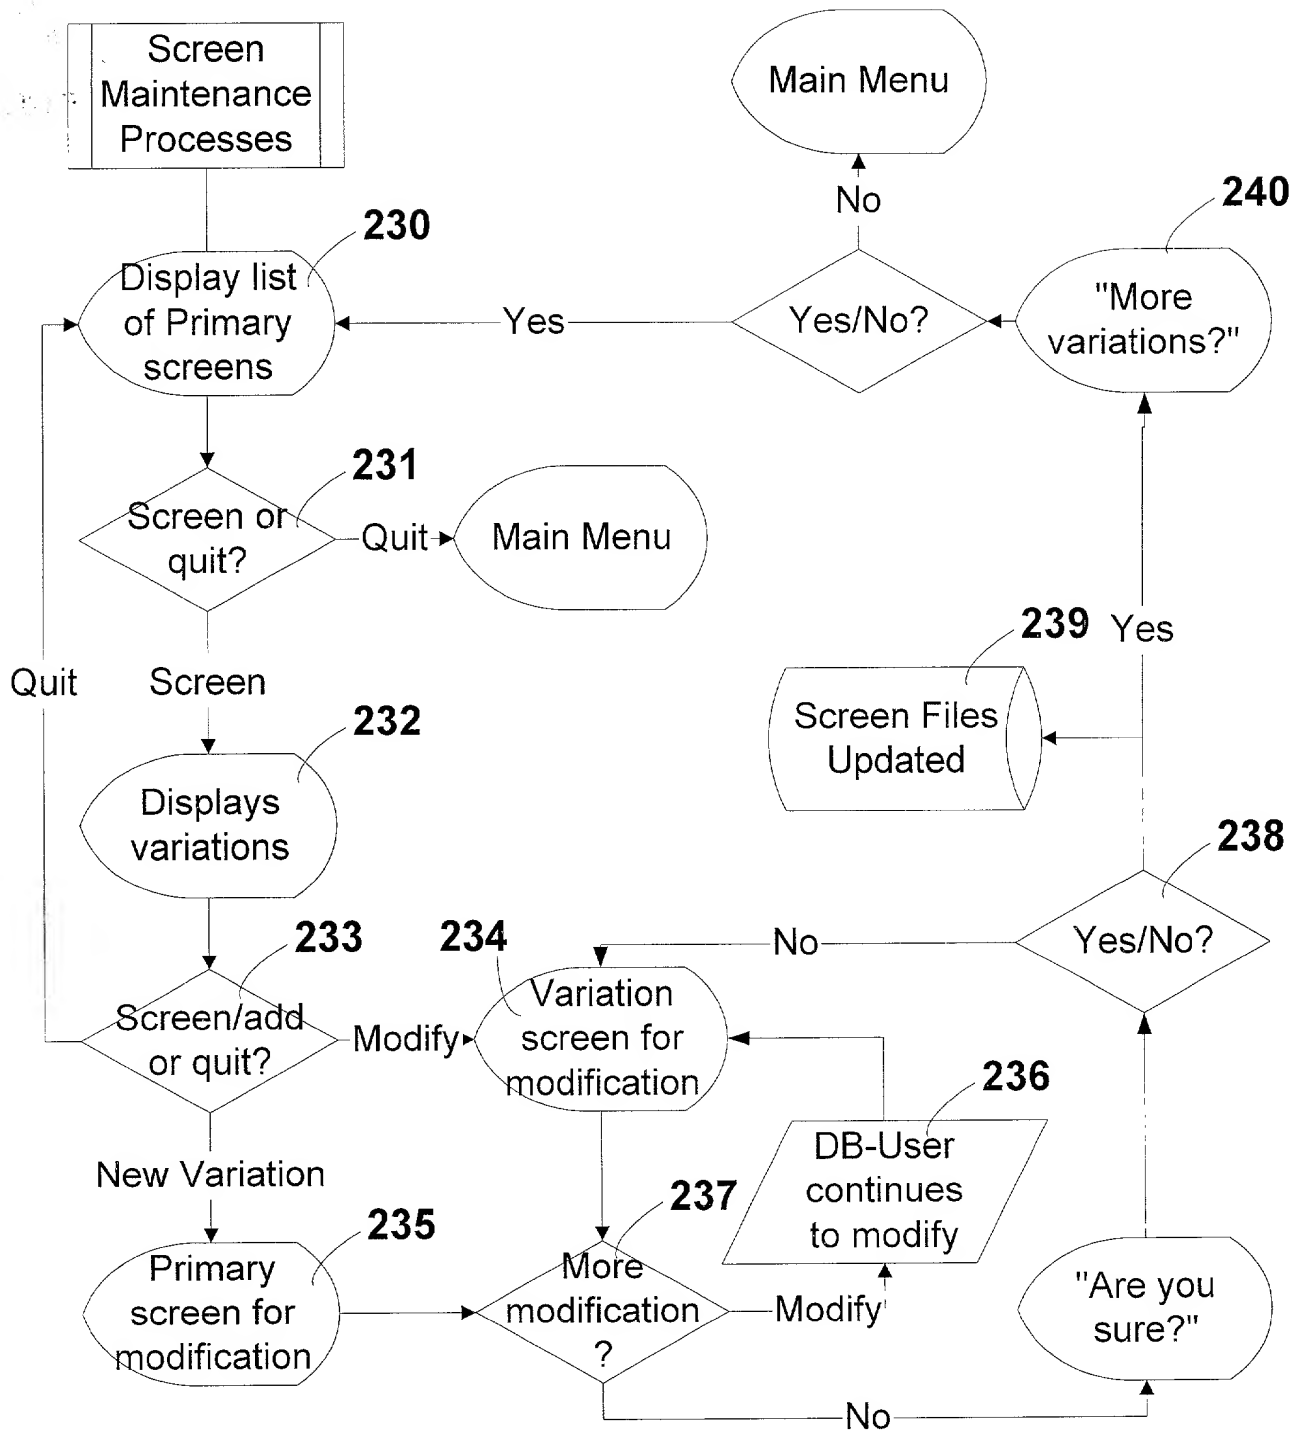 Screen
Maintenance
Processes
Main Menu
No
240
230
Display list
of Primary
screens
Yes
Yes/No?
"More
variations?"
231
Screen or
quit?
Quit
Main Menu
239
Yes
Quit
Screen
Screen Files
Updated
232
Displays
variations
238
Yes/No?
No
233
234
Screen/add
or quit?
Modify
Variation
screen for
modification
236
DB-User
continues
to modify
New Variation
237
235
Primary
screen for
modification
More
modification
?
Modify
"Are you
sure?"
No